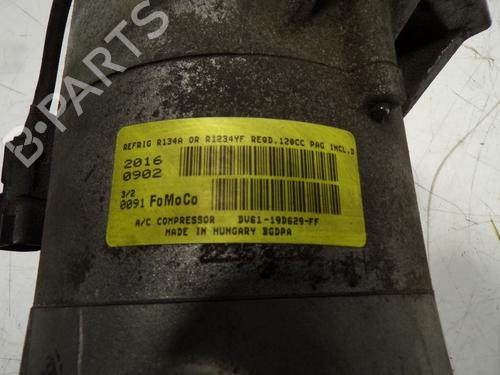 REFRIG R134A OR R1234YF REQD.120CC PAG INCL.D
2016
0902
3/2
0091 FoMoCo
A/C COMPRESSOR DV61-19D629-FF
MADE IN HUNGARY BGDPA